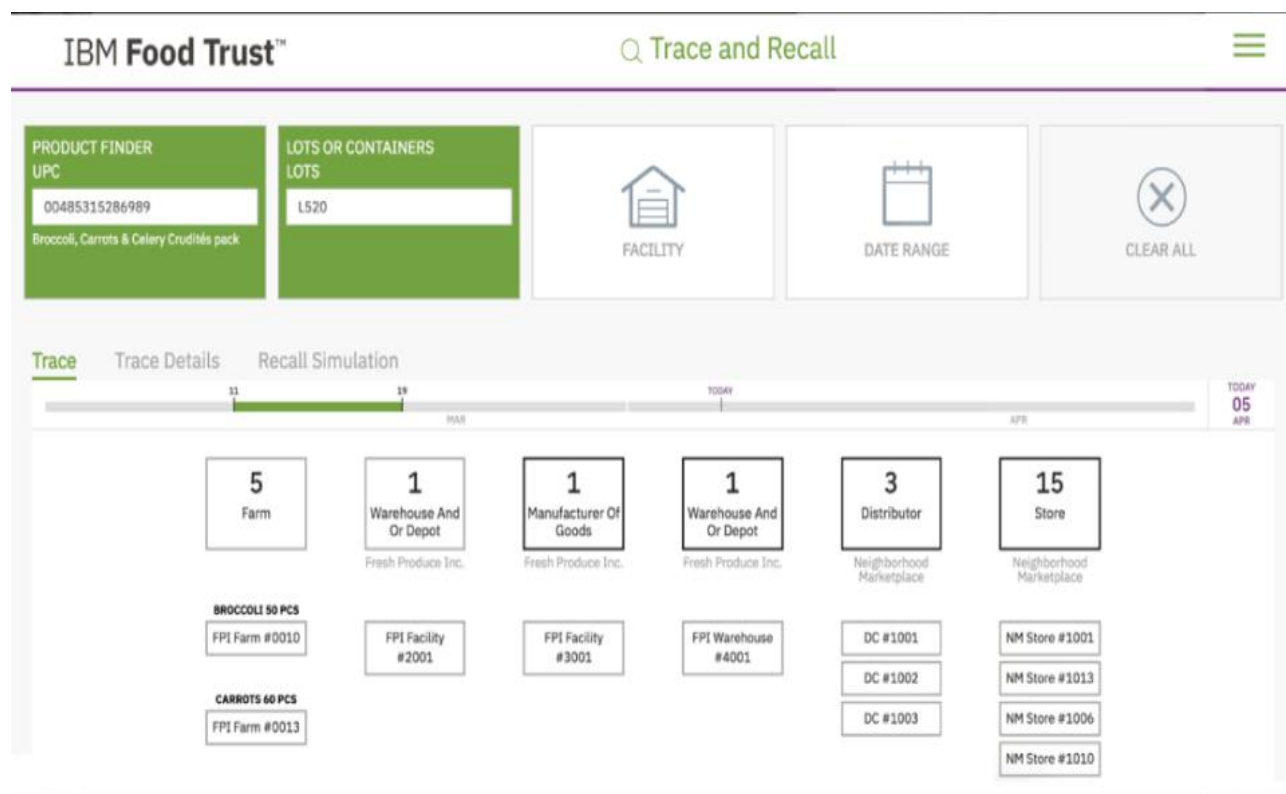 IBM Food Trust™
Trace and Recall
PRODUCT FINDER
UPC
00485315286989
Broccoli, Carrots & Celery Crudités pack
LOTS OR CONTAINERS
LOTS
L520
FACILITY
DATE RANGE
CLEAR ALL
Trace
Trace Details
Recall Simulation
11
19
TODAY
MAR
APR
TODAY
05
APR
5
Farm
1
Warehouse And
Or Depot
Fresh Produce Inc.
1
Manufacturer Of
Goods
Fresh Produce Inc.
1
Warehouse And
Or Depot
Fresh Produce Inc.
3
Distributor
Neighborhood
Marketplace
15
Store
Neighborhood
Marketplace
BROCCOLI 50 PCS
FPI Farm #0010
CARROTS 60 PCS
FPI Farm #0013
FPI Facility
#2001
FPI Facility
#3001
FPI Warehouse
#4001
DC #1001
DC #1002
DC #1003
NM Store #1001
NM Store #1013
NM Store #1006
NM Store #1010